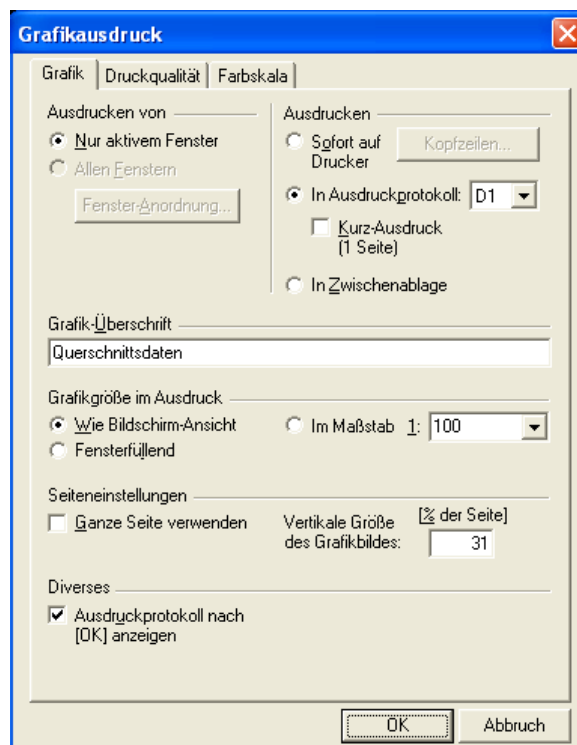 Grafikausdruck
Grafik
Druckqualität
Farbskala
Ausdrucken von
Nur aktivem Fenster
Allen Fenstern
Fenster-Anordnung...
Ausdrucken
Sofort auf
Drucker
Kopfzeilen...
In Ausdruckprotokoll: D1
Kurz-Ausdruck
(1 Seite)
In Zwischenablage
Grafik-Überschrift
Querschnittsdaten
Grafikgröße im Ausdruck
Wie Bildschirm-Ansicht
Fensterfüllend
Im Maßstab 1: 100
Seiteneinstellungen
Ganze Seite verwenden
Vertikale Größe
des Grafikbildes:
[% der Seite]
31
Diverses
Ausdruckprotokoll nach
[OK] anzeigen
OK
Abbruch